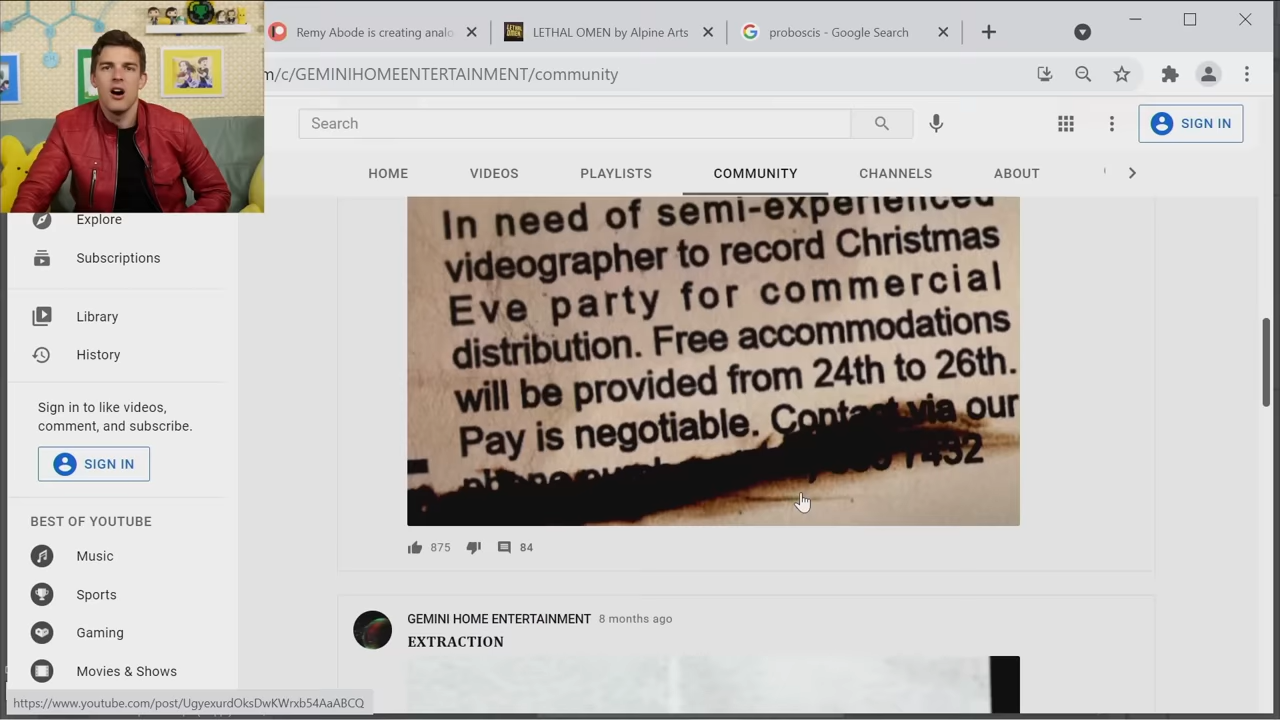 Remy Abode is creating analo
LETHAL OMEN by Alpine Arts
proboscis - Google Search
m/c/GEMINIHOMEENTERTAINMENT/community
Search
SIGN IN
HOME
VIDEOS
PLAYLISTS
COMMUNITY
CHANNELS
ABOUT
Explore
Subscriptions
Library
History
Sign in to like videos,
comment, and subscribe.
SIGN IN
BEST OF YOUTUBE
Music
Sports
Gaming
Movies & Shows
In need of semi-experienced
videographer to record Christmas
Eve party for commercial
distribution. Free accommodations
will be provided from 24th to 26th.
Pay is negotiable. Contact via our
phone
875
84
GEMINI HOME ENTERTAINMENT 8 months ago
EXTRACTION
https://www.youtube.com/post/UgyexurdOksDwKWrxb54AaABCQ